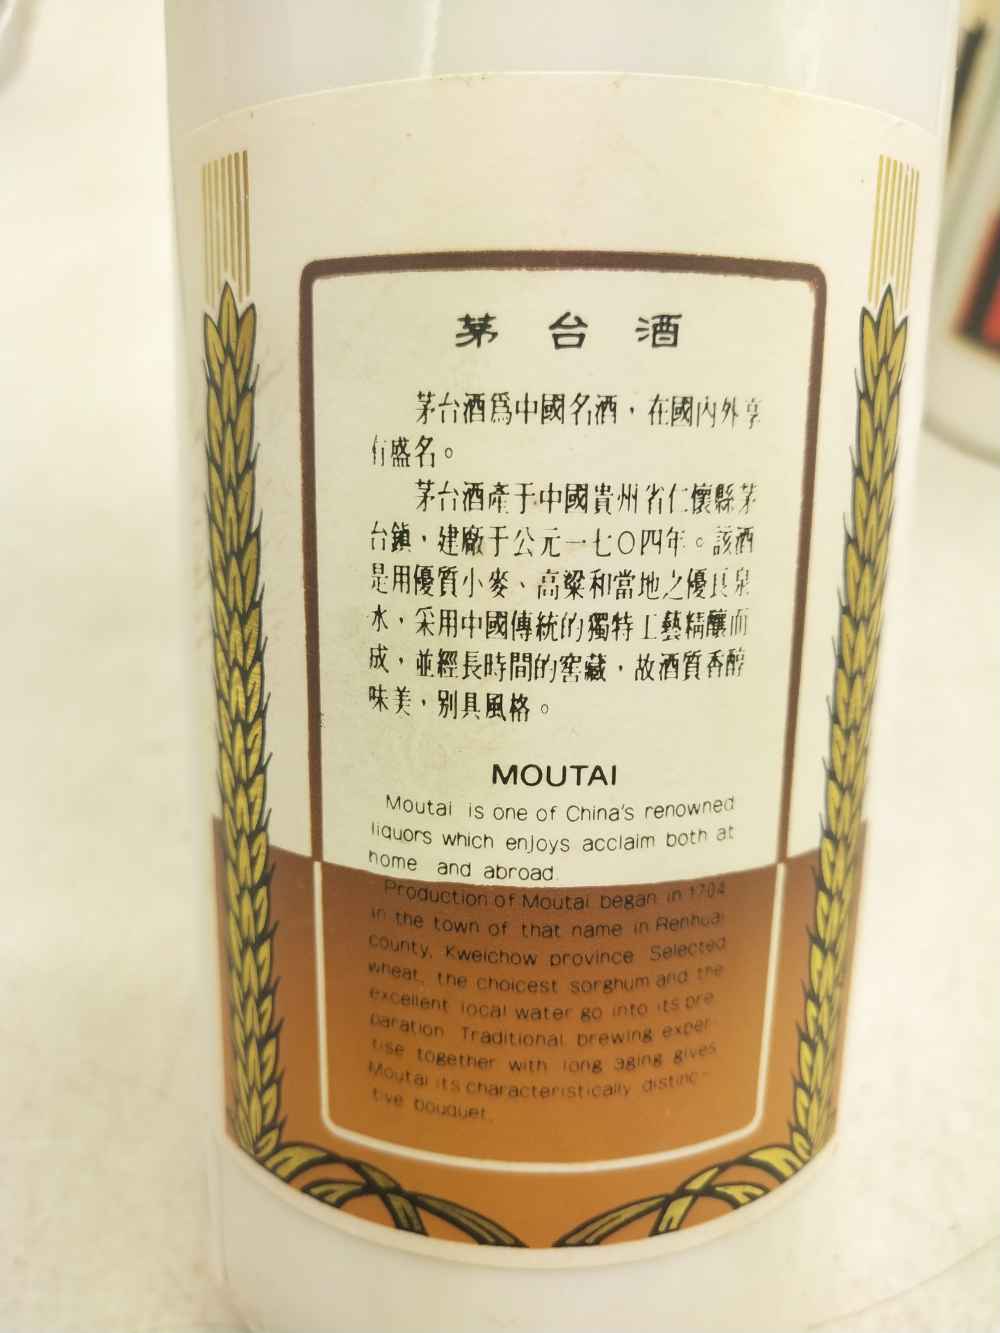 茅台酒
茅台酒爲中國名酒，在國內外享
有盛名。
茅台酒產于中國貴州省仁懷縣茅
台鎮，建廠于公元一七〇四年。該酒
是用優質小麥、高粱和當地之優良泉
水，采用中國傳統的獨特工藝精釀而
成，並經長時間的窖藏，故酒質香醇
味美，别具風格。
MOUTAI
Moutai is one of China's renowned
liquors which enjoys acclaim both at
home and abroad.
Production of Moutai began in 1704
in the town of that name in Renhuai
county, Kweichow province Selected
wheat, the choicest sorghum and the
excellent local water go into its pre
paration Traditional brewing exper
tise together with long aging gives
Moutai its characteristically distinc-
tive bouquet.